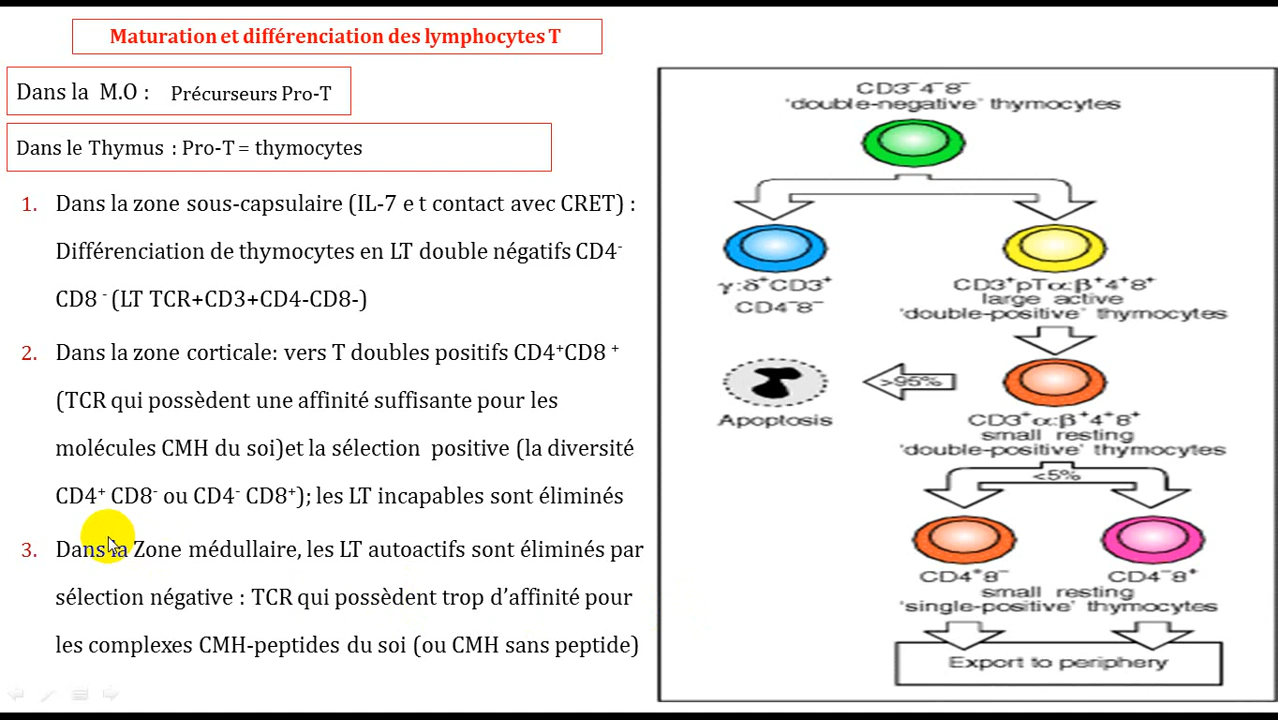 Maturation et différenciation des lymphocytes T
Dans la M.O : Précurseurs Pro-T
Dans le Thymus : Pro-T = thymocytes
1. Dans la zone sous-capsulaire (IL-7 e t contact avec CRET) :
Différenciation de thymocytes en LT double négatifs CD4⁻
CD8 ⁻ (LT TCR+CD3+CD4-CD8-)
2. Dans la zone corticale: vers T doubles positifs CD4⁺CD8 ⁺
(TCR qui possèdent une affinité suffisante pour les
molécules CMH du soi)et la sélection positive (la diversité
CD4⁺ CD8⁻ ou CD4⁻ CD8⁺); les LT incapables sont éliminés
3. Dans la Zone médullaire, les LT autoactifs sont éliminés par
sélection négative : TCR qui possèdent trop d’affinité pour
les complexes CMH-peptides du soi (ou CMH sans peptide)
CD3⁻4⁻8⁻
‘double-negative’ thymocytes
γ:δ⁺CD3⁺
CD4⁻8⁻
CD3⁺pTα:β⁺4⁺8⁺
large active
‘double-positive’ thymocytes
>95%
Apoptosis
CD3⁺α:β⁺4⁺8⁺
small resting
‘double-positive’ thymocytes
<5%
CD4⁺8⁻
CD4⁻8⁺
small resting
‘single-positive’ thymocytes
Export to periphery